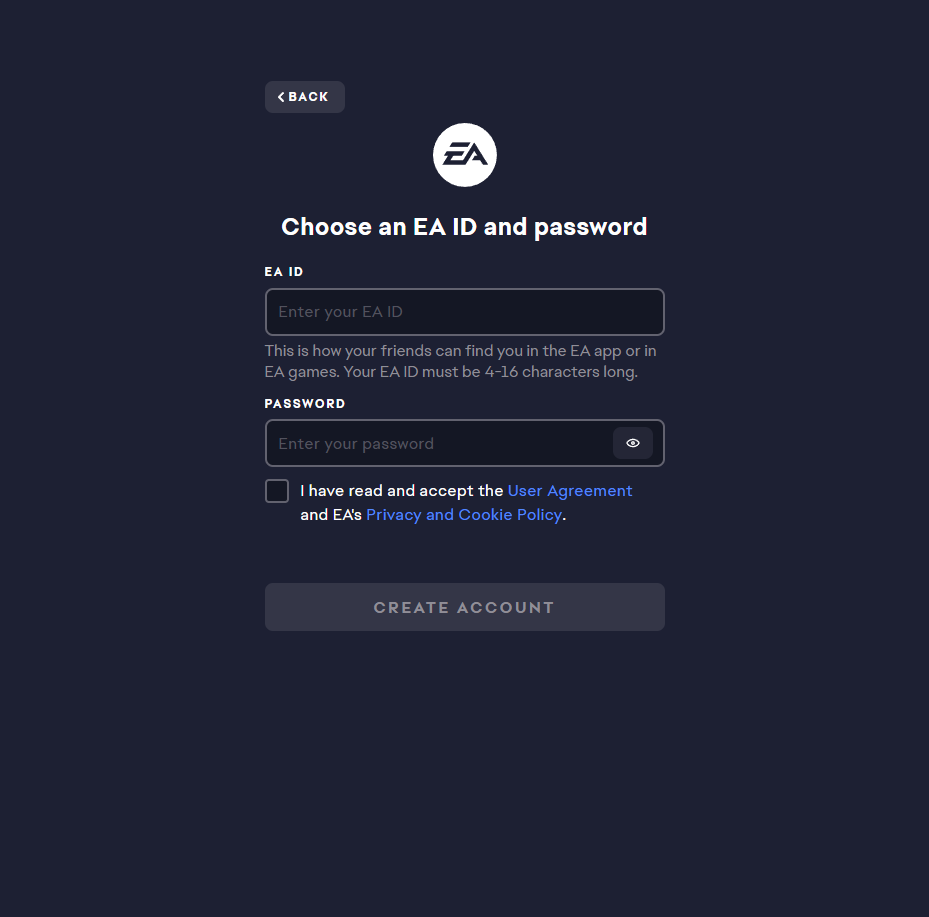 BACK
EA
Choose an EA ID and password
EA ID
Enter your EA ID
This is how your friends can find you in the EA app or in
EA games. Your EA ID must be 4-16 characters long.
PASSWORD
Enter your password
I have read and accept the User Agreement
and EA's Privacy and Cookie Policy.
CREATE ACCOUNT